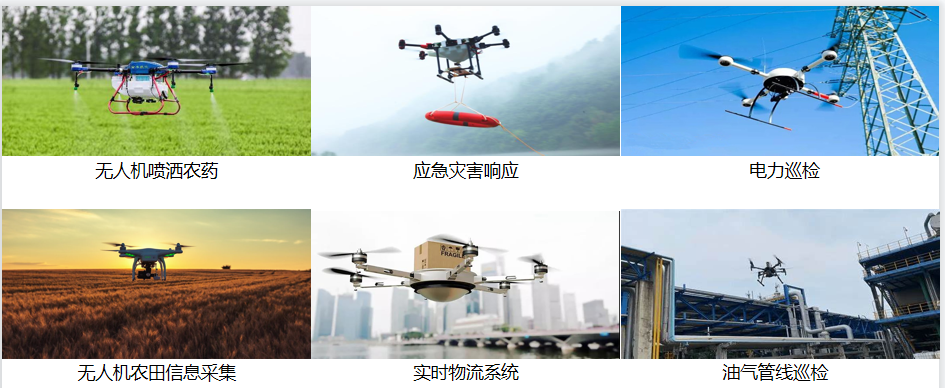 无人机喷洒农药
应急灾害响应
电力巡检
FRAGILE
无人机农田信息采集
实时物流系统
油气管线巡检